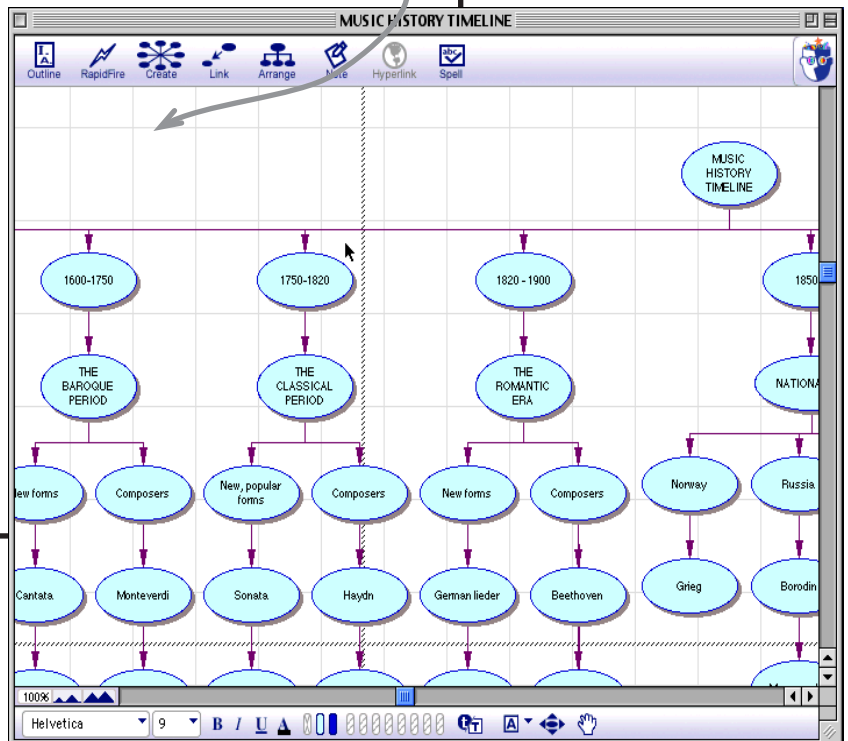 MUSIC HISTORY TIMELINE
I.
A.
abc
Outline
RapidFire
Create
Link
Arrange
Note
Hyperlink
Spell
MUSIC
HISTORY
TIMELINE
1600-1750
1750-1820
1820 - 1900
1850
THE
BAROQUE
PERIOD
THE
CLASSICAL
PERIOD
THE
ROMANTIC
ERA
NATIONA
ew forms
Composers
New, popular
forms
Composers
New forms
Composers
Norway
Russia
Cantata
Monteverdi
Sonata
Haydn
German lieder
Beethoven
Grieg
Borodin
100%
Helvetica
9
B I U A
A